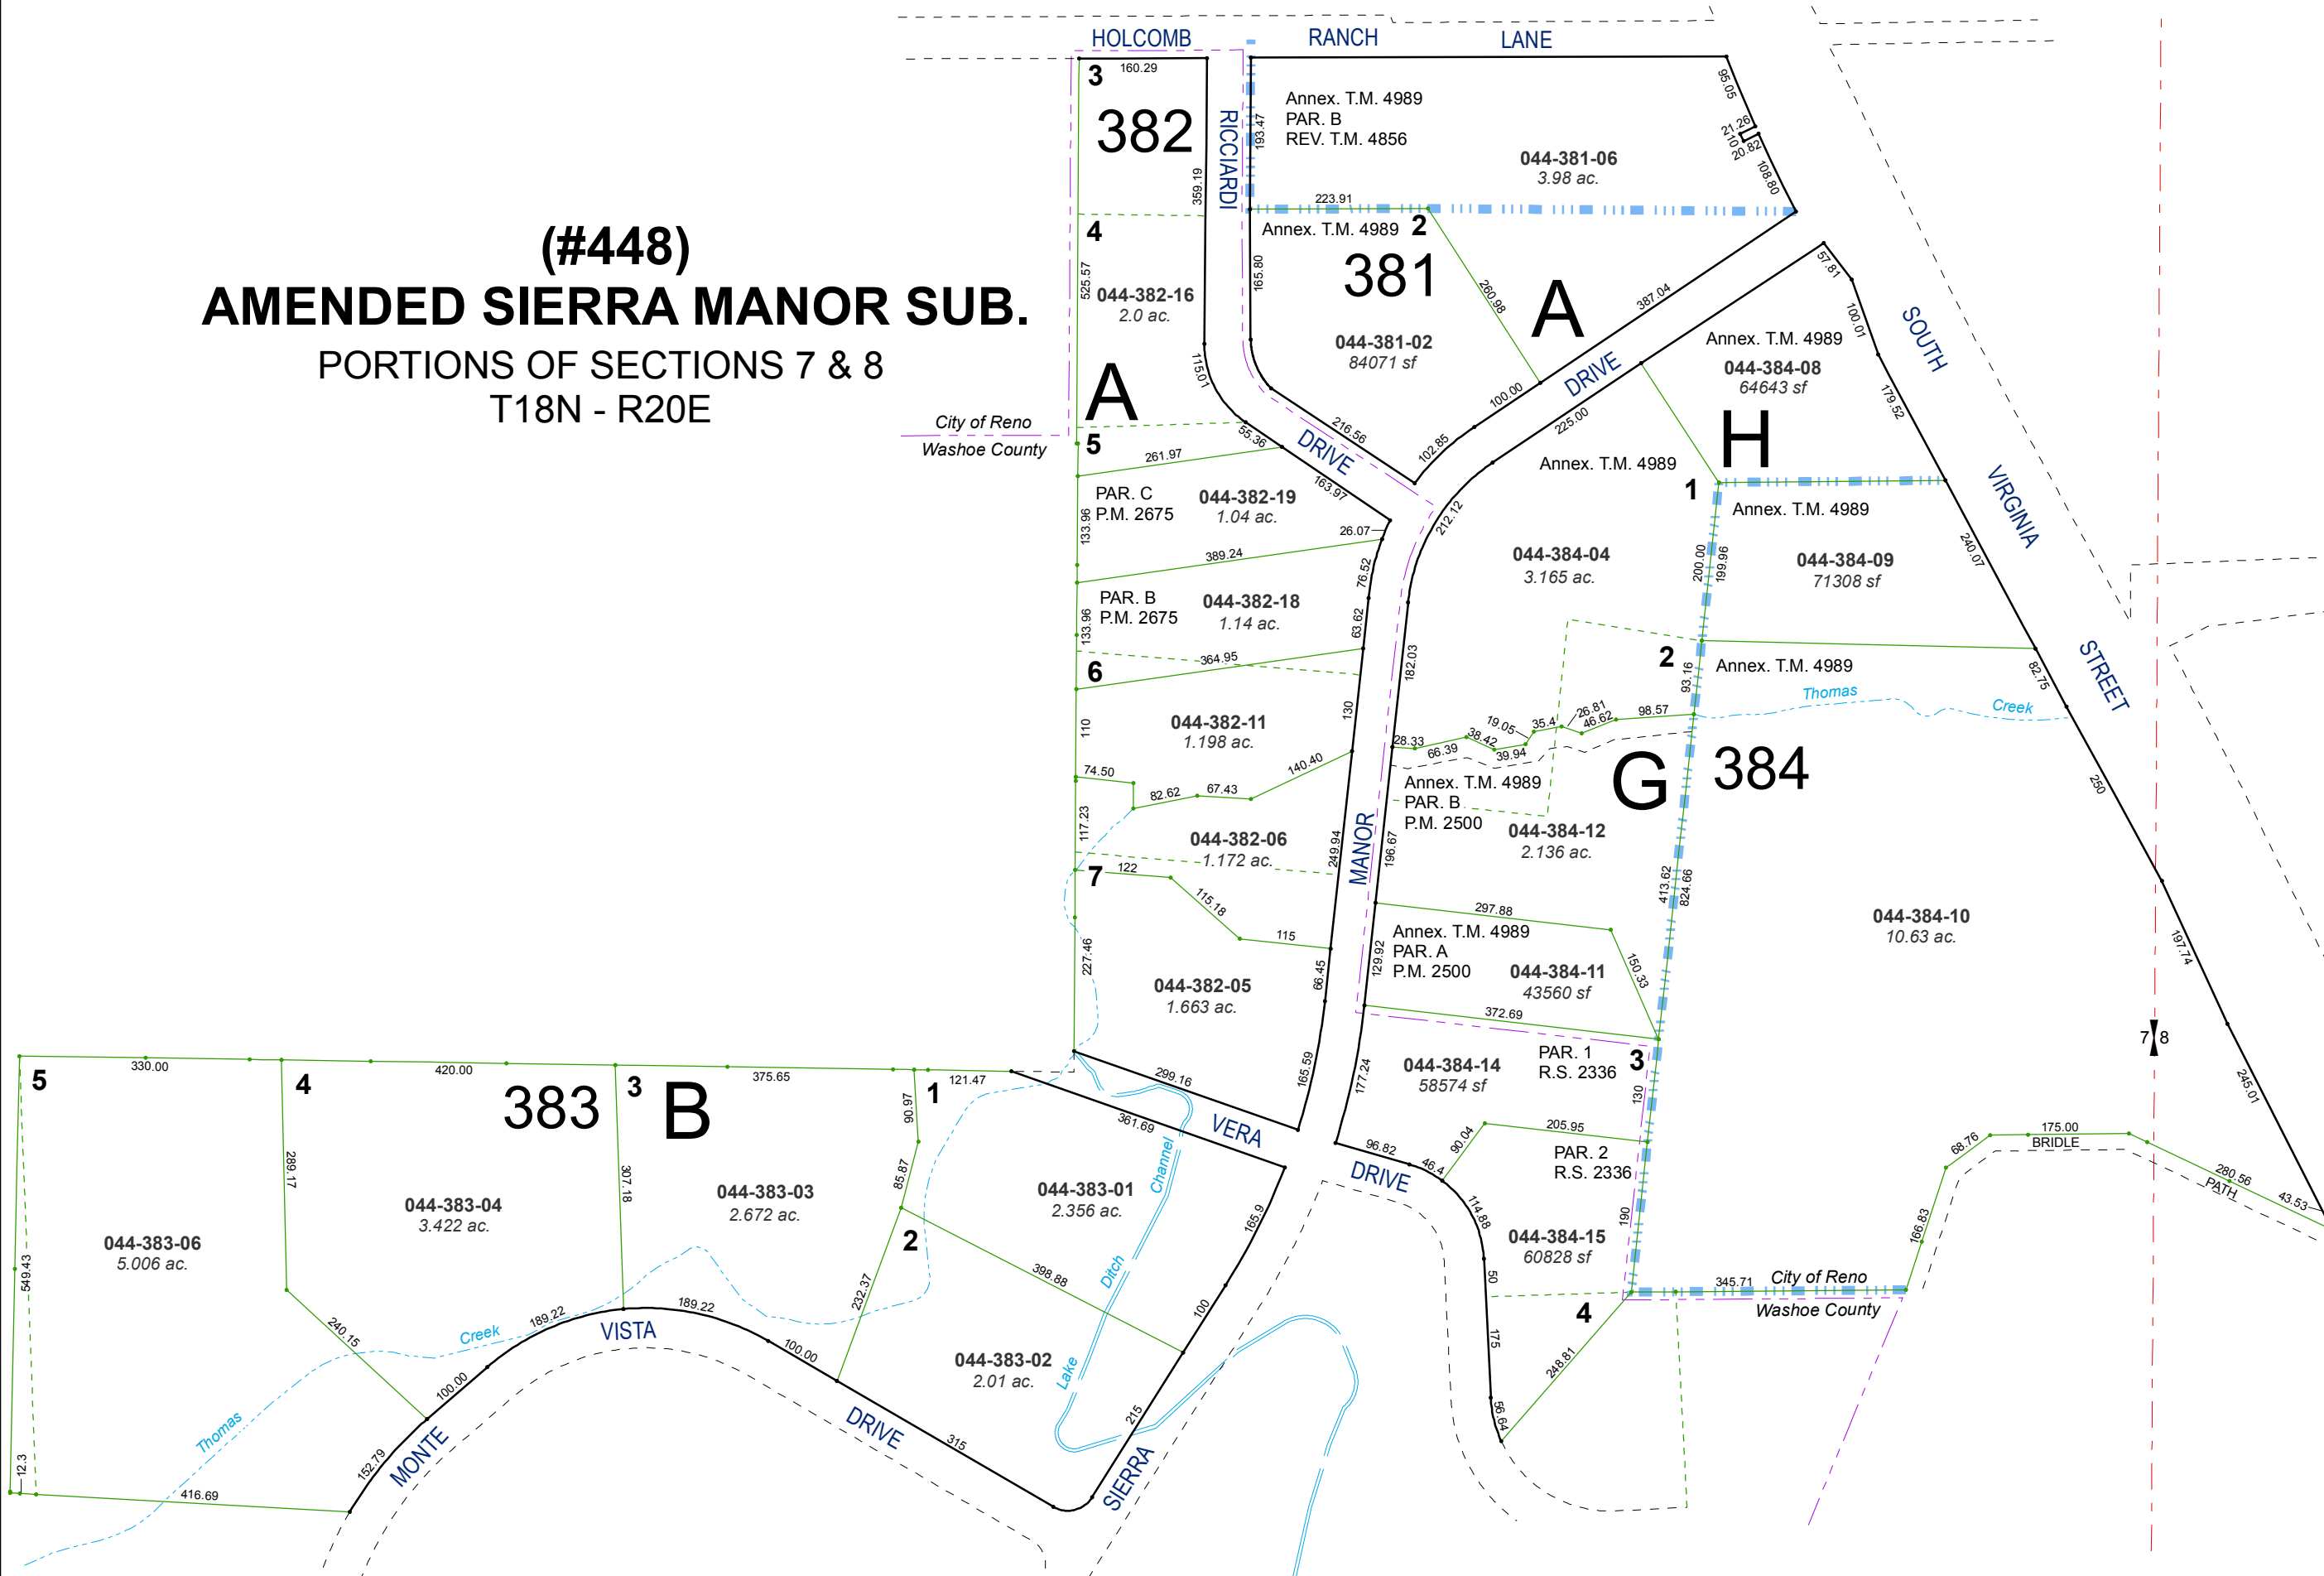 HOLCOMB RANCH LANE
3
160.29
382
RICCIARDI
359.19
193.47
Annex. T.M. 4989
PAR. B
REV. T.M. 4856
044-381-06
3.98 ac.
95.05
21.26
10
20.82
108.80
(#448)
AMENDED SIERRA MANOR SUB.
PORTIONS OF SECTIONS 7 & 8
T18N - R20E
City of Reno
Washoe County
4
525.57
044-382-16
2.0 ac.
115.01
A
223.91
Annex. T.M. 4989
2
381
165.80
260.98
044-381-02
84071 sf
A
387.04
100.00
102.85
216.56
DRIVE
DRIVE
225.00
57.81
100.01
179.52
SOUTH
VIRGINIA
STREET
Annex. T.M. 4989
044-384-08
64643 sf
H
5
55.36
261.97
163.97
PAR. C
P.M. 2675
044-382-19
1.04 ac.
133.96
26.07
389.24
76.52
PAR. B
P.M. 2675
044-382-18
1.14 ac.
133.96
63.62
364.95
6
Annex. T.M. 4989
1
212.12
044-384-04
3.165 ac.
200.00
199.96
Annex. T.M. 4989
044-384-09
71308 sf
240.07
2
Annex. T.M. 4989
93.16
82.75
Thomas
Creek
182.03
110
044-382-11
1.198 ac.
130
74.50
82.62
67.43
140.40
28.33
66.39
38.42
19.05
39.94
35.4
26.81
46.62
98.57
G
384
250
Annex. T.M. 4989
PAR. B
P.M. 2500
044-384-12
2.136 ac.
117.23
044-382-06
1.172 ac.
249.94
MANOR
196.67
413.62
824.66
7
122
115.18
115
297.88
Annex. T.M. 4989
PAR. A
P.M. 2500
044-384-11
43560 sf
150.33
129.92
044-384-10
10.63 ac.
197.74
227.46
044-382-05
1.663 ac.
66.45
372.69
165.59
177.24
044-384-14
58574 sf
PAR. 1
R.S. 2336
3
130
7
8
245.01
5
330.00
4
420.00
383
3
B
375.65
1
121.47
299.16
361.69
VERA
DRIVE
90.97
85.87
96.82
46.4
90.04
205.95
PAR. 2
R.S. 2336
114.88
044-384-15
60828 sf
190
175.00
BRIDLE
PATH
68.76
280.56
43.53
166.83
289.17
307.18
044-383-06
5.006 ac.
044-383-04
3.422 ac.
044-383-03
2.672 ac.
044-383-01
2.356 ac.
Channel
Ditch
Lake
165.9
2
549.43
398.88
232.37
100
50
345.71
City of Reno
Washoe County
4
240.15
189.22
189.22
Creek
VISTA
100.00
100.00
044-383-02
2.01 ac.
175
248.81
56.64
Thomas
152.79
MONTE
DRIVE
315
215
SIERRA
12.3
416.69